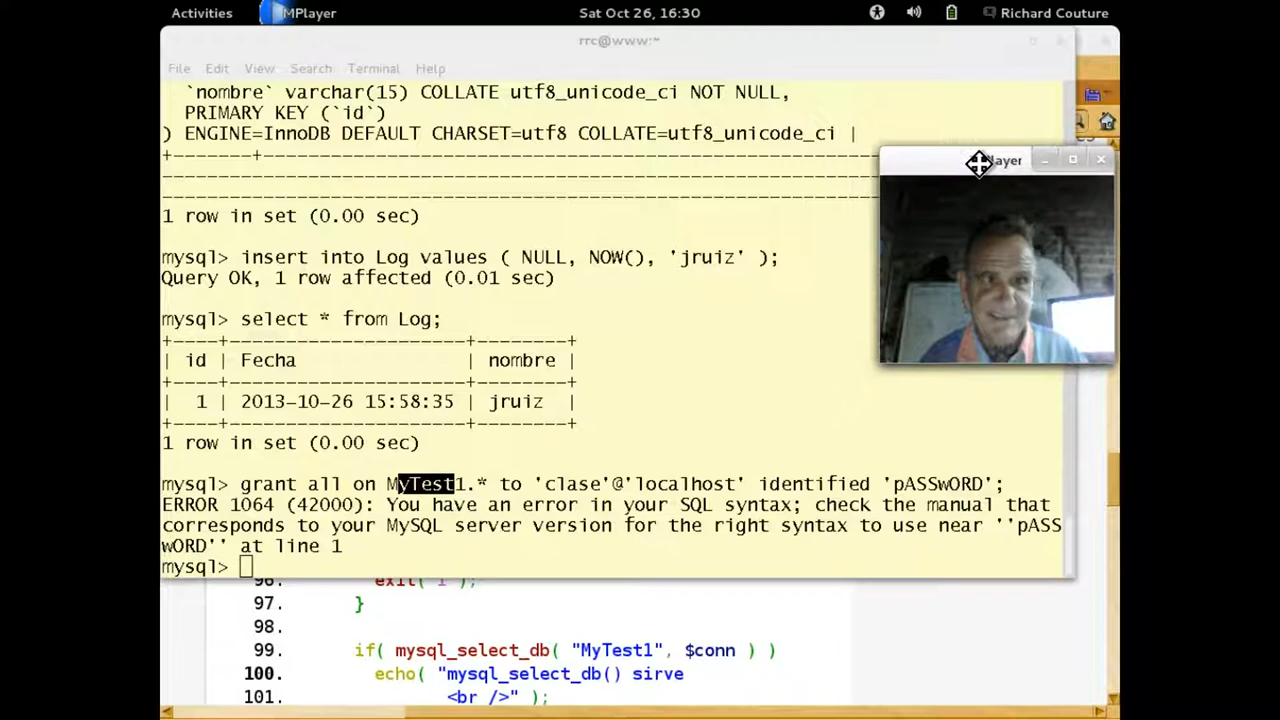 Activities MPlayer Sat Oct 26, 16:30 Richard Couture
rrc@www:~
File Edit View Search Terminal Help
`nombre` varchar(15) COLLATE utf8_unicode_ci NOT NULL,
PRIMARY KEY (`id`)
) ENGINE=InnoDB DEFAULT CHARSET=utf8 COLLATE=utf8_unicode_ci |
1 row in set (0.00 sec)
mysql> insert into Log values ( NULL, NOW(), 'jruiz' );
Query OK, 1 row affected (0.01 sec)
mysql> select * from Log;
+----+---------------------+--------+
| id | Fecha | nombre |
+----+---------------------+--------+
| 1 | 2013-10-26 15:58:35 | jruiz |
+----+---------------------+--------+
1 row in set (0.00 sec)
mysql> grant all on MyTest1.* to 'clase'@'localhost' identified 'pASSwORD';
ERROR 1064 (42000): You have an error in your SQL syntax; check the manual that
corresponds to your MySQL server version for the right syntax to use near ''pASS
wORD'' at line 1
mysql>
96. exit( 1 );
97. }
98.
99. if( mysql_select_db( "MyTest1", $conn ) )
100. echo( "mysql_select_db() sirve
101. <br />" );